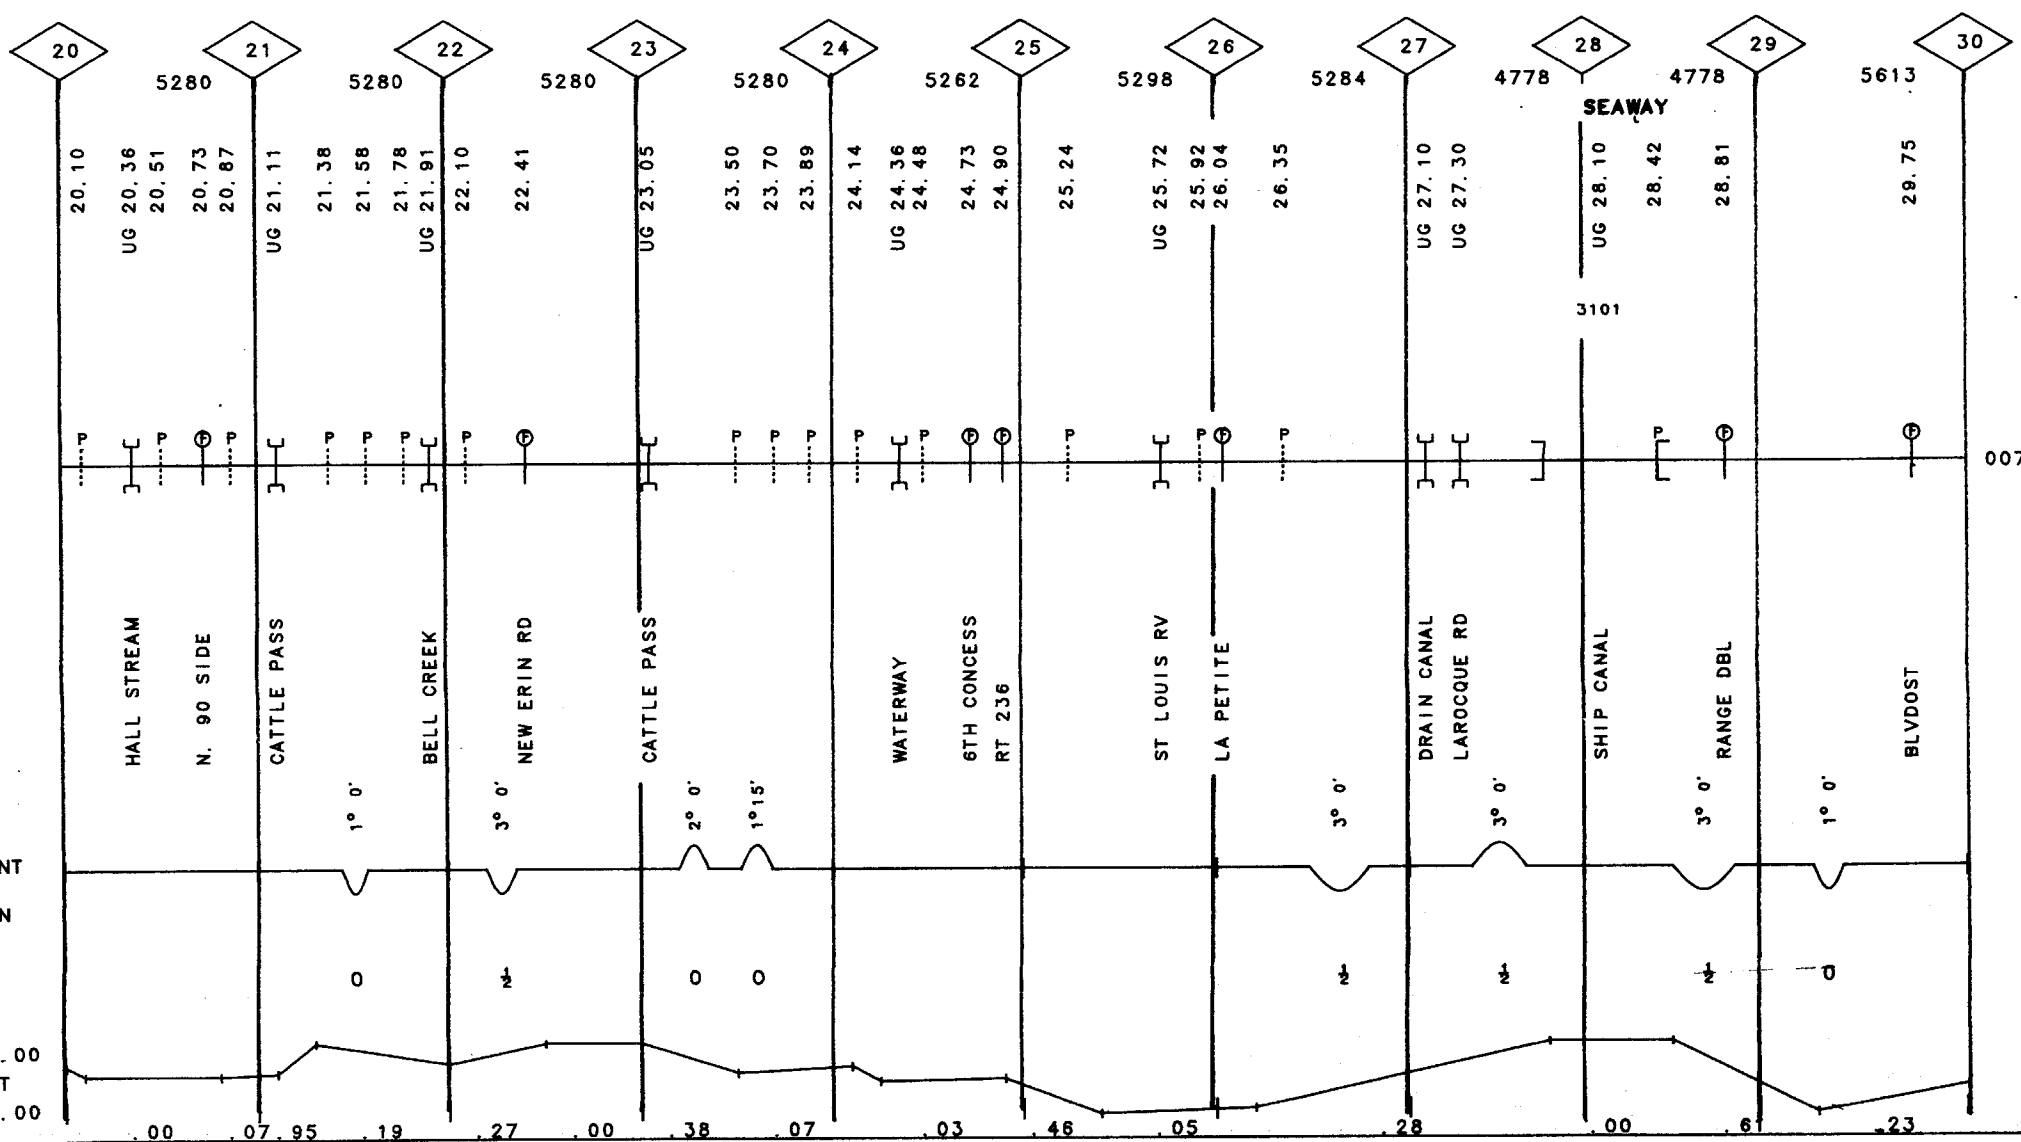 20 21 22 23 24 25 26 27 28 29 30
5280 5280 5280 5280 5262 5298 5284 4778 4778 5613
SEAWAY
20.10
UG 20.36
20.51
20.73
20.87
UG 21.11
21.38
21.58
21.78
UG 21.91
22.10
22.41
UG 23.05
23.50
23.70
23.89
24.14
UG 24.36
24.48
24.73
24.90
25.24
UG 25.72
25.92
26.04
26.35
UG 27.10
UG 27.30
UG 28.10
28.42
28.81
29.75
3101
P P P P P P P P P P P P P P P P P P P P P P P
007
HALL STREAM
N. 90 SIDE
CATTLE PASS
BELL CREEK
NEW ERIN RD
CATTLE PASS
WATERWAY
6TH CONCESS
RT 236
ST LOUIS RV
LA PETITE
DRAIN CANAL
LAROCQUE RD
SHIP CANAL
RANGE DBL
BLVDOST
1° 0' 3° 0' 2° 0' 1°15' 3° 0' 3° 0' 3° 0' 1° 0'
NT
N
0 ½ 0 0 ½ ½ ½ 0
.00
T
.00
.00 .07 .95 .19 .27 .00 .38 .07 .03 .46 .05 .28 .00 .61 .23